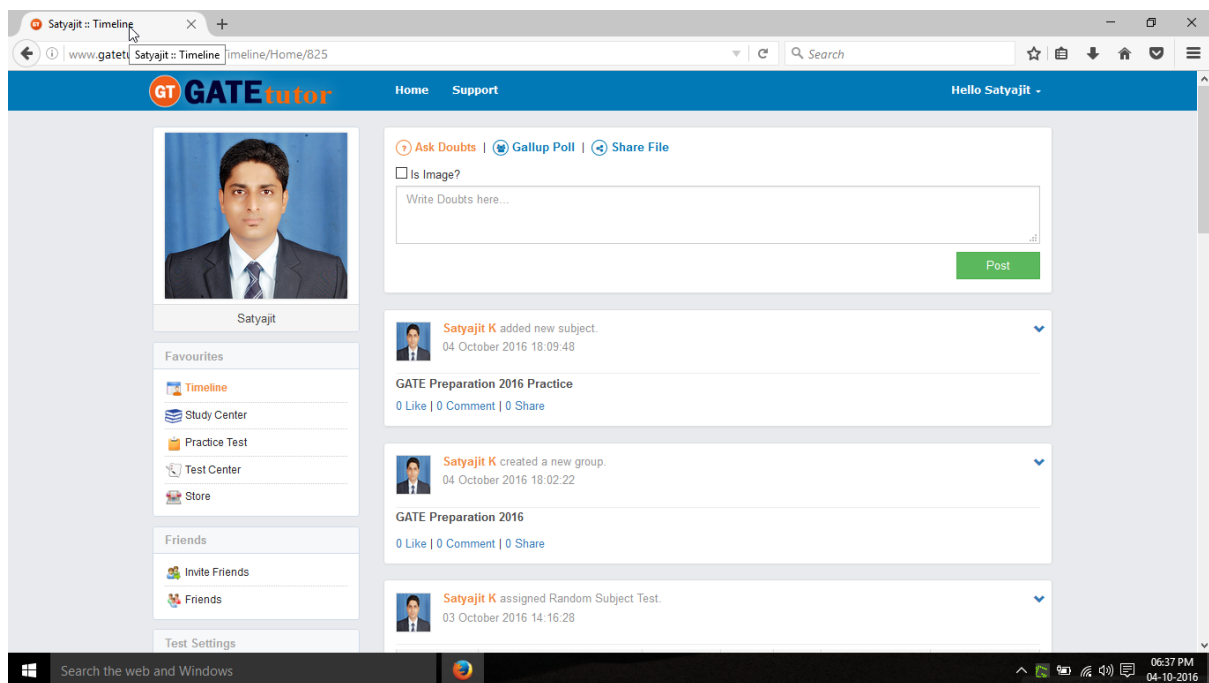 Satyajit :: Timeline
www.gatetu
Satyajit :: Timeline
imeline/Home/825
Search
GT GATEtutor
Home
Support
Hello Satyajit
Ask Doubts | Gallup Poll | Share File
Is Image?
Write Doubts here...
Post
Satyajit
Favourites
Timeline
Study Center
Practice Test
Test Center
Store
Friends
Invite Friends
Friends
Test Settings
Satyajit K added new subject.
04 October 2016 18:09:48
GATE Preparation 2016 Practice
0 Like | 0 Comment | 0 Share
Satyajit K created a new group.
04 October 2016 18:02:22
GATE Preparation 2016
0 Like | 0 Comment | 0 Share
Satyajit K assigned Random Subject Test.
03 October 2016 14:16:28
Search the web and Windows
06:37 PM
04-10-2016